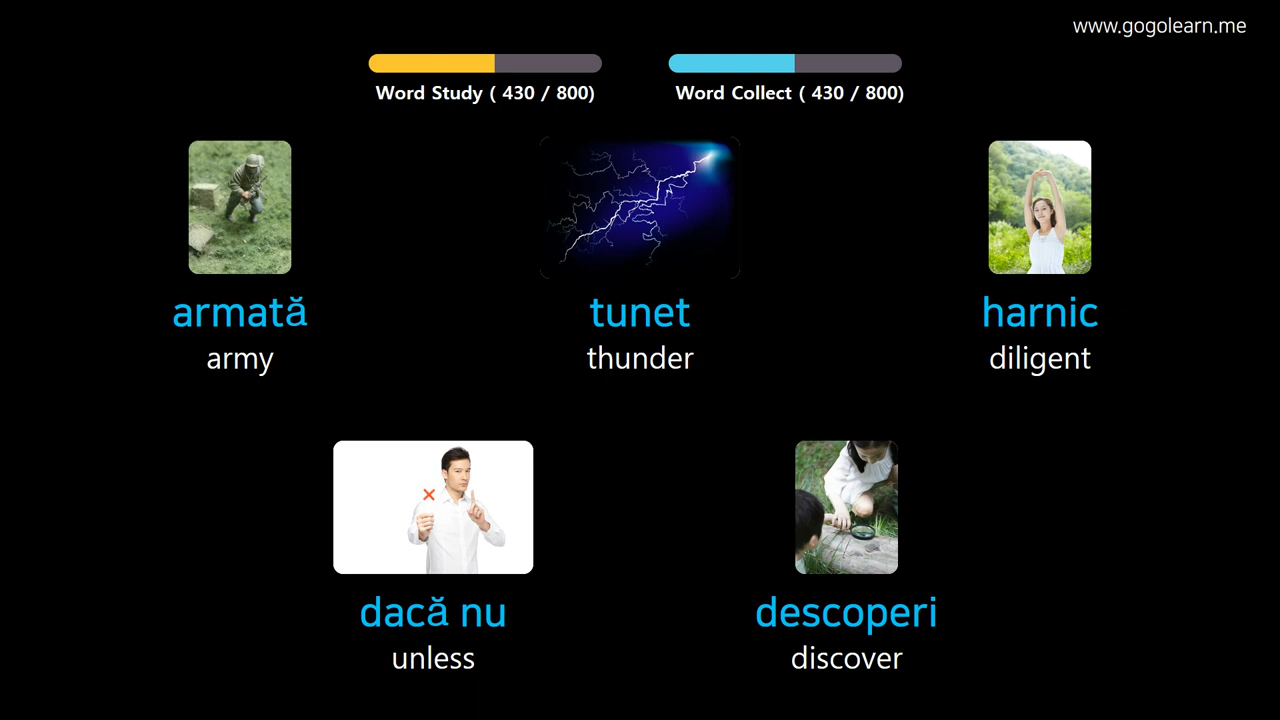 www.gogolearn.me
Word Study ( 430 / 800)
Word Collect ( 430 / 800)
armată
army
tunet
thunder
harnic
diligent
dacă nu
unless
descoperi
discover